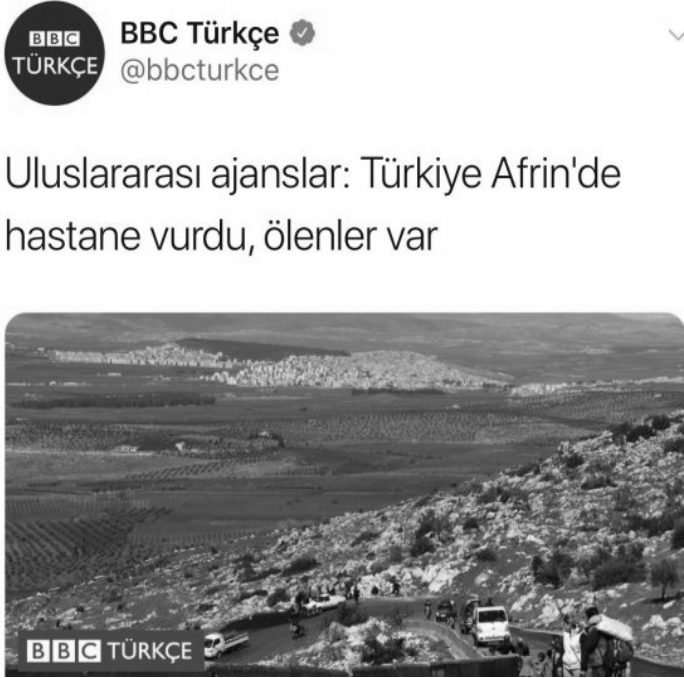 BBC
TÜRKÇE
BBC Türkçe
@bbcturkce
Uluslararası ajanslar: Türkiye Afrin'de
hastane vurdu, ölenler var
BBC TÜRKÇE